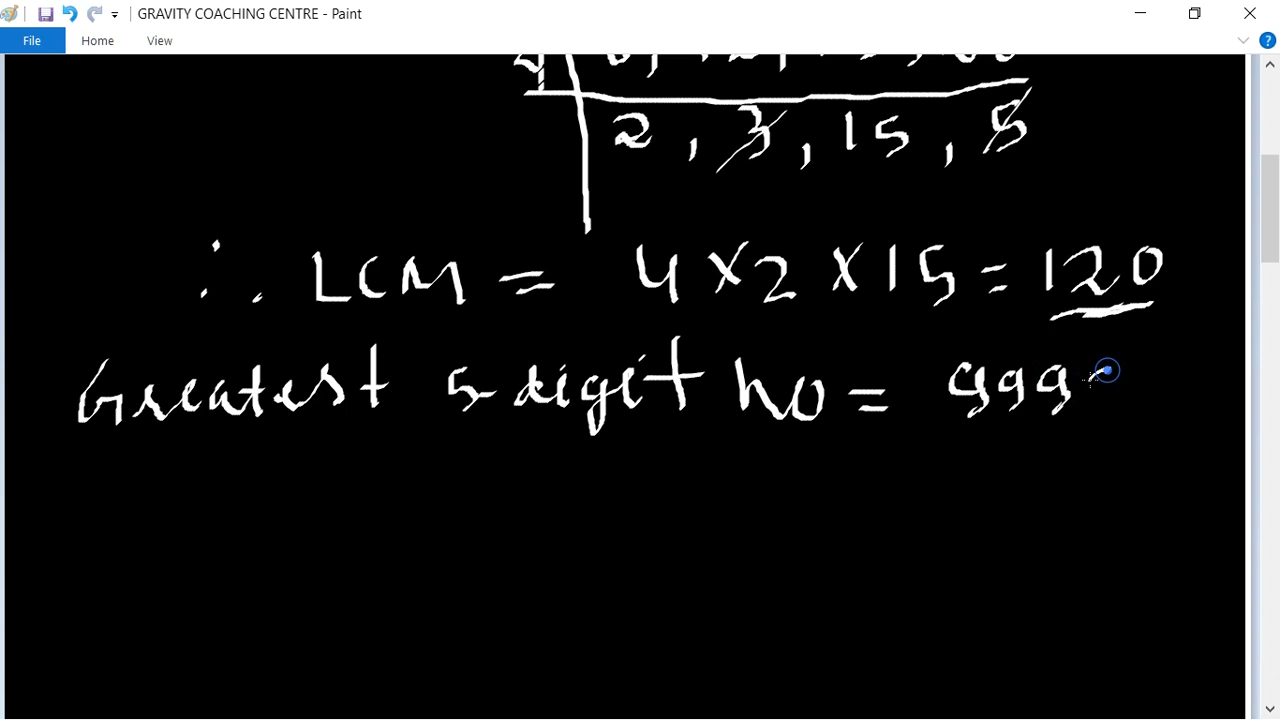 GRAVITY COACHING CENTRE - Paint
File Home View
2 , 3 , 15 , 5
∴ LCM = 4 × 2 × 15 = 120
Greatest 5 digit no = 999